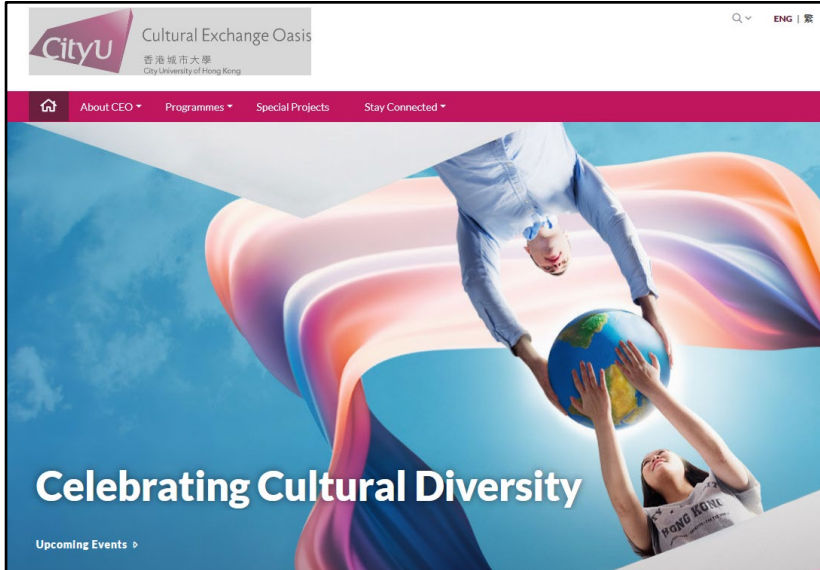 CityU
Cultural Exchange Oasis
香港城市大學
City University of Hong Kong
ENG | 繁
About CEO
Programmes
Special Projects
Stay Connected
HONG KONG
Celebrating Cultural Diversity
Upcoming Events